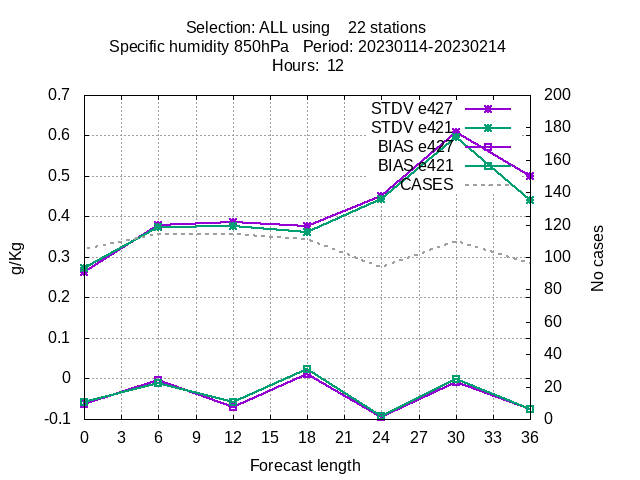 Selection: ALL using 22 stations
Specific humidity 850hPa Period: 20230114-20230214
Hours: 12
STDV e427
STDV e421
BIAS e427
BIAS e421
CASES
0.7
0.6
0.5
0.4
0.3
0.2
0.1
0
-0.1
g/Kg
200
180
160
140
120
100
80
60
40
20
0
No cases
0 3 6 9 12 15 18 21 24 27 30 33 36
Forecast length